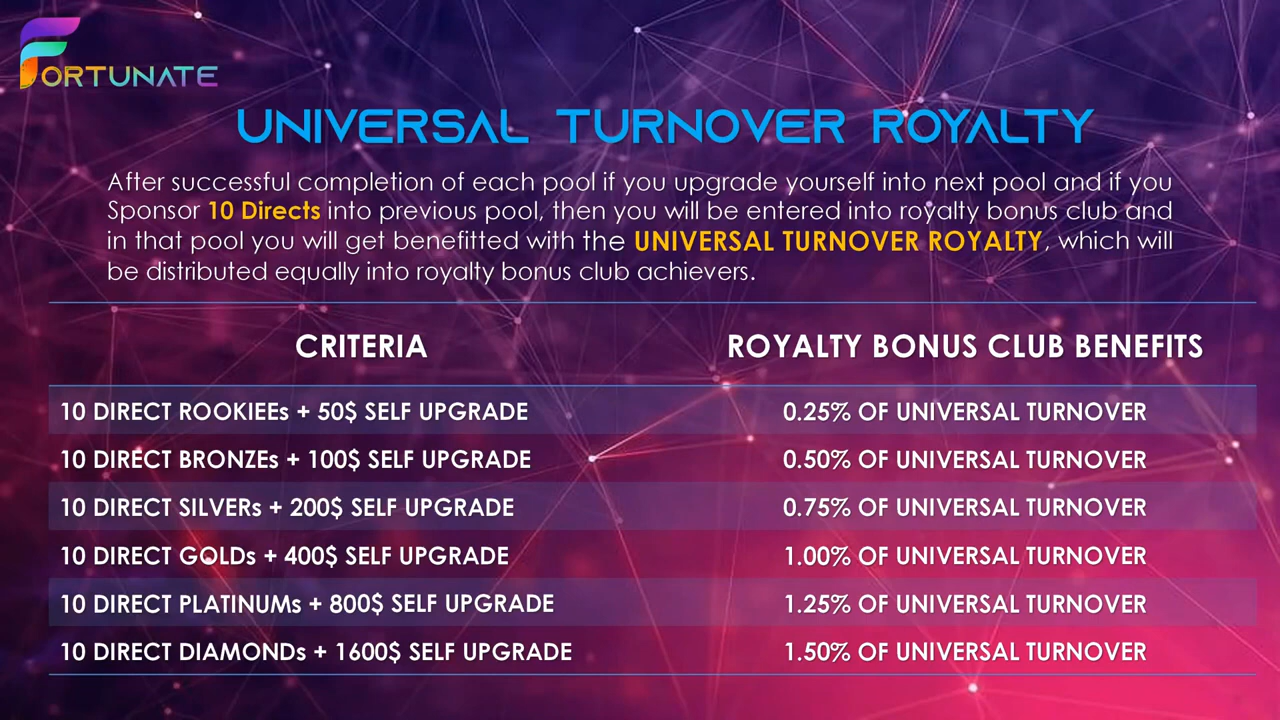 FORTUNATE
UNIVERSAL TURNOVER ROYALTY
After successful completion of each pool if you upgrade yourself into next pool and if you
Sponsor 10 Directs into previous pool, then you will be entered into royalty bonus club and
in that pool you will get benefitted with the UNIVERSAL TURNOVER ROYALTY, which will
be distributed equally into royalty bonus club achievers.
CRITERIA ROYALTY BONUS CLUB BENEFITS
10 DIRECT ROOKIEEs + 50$ SELF UPGRADE 0.25% OF UNIVERSAL TURNOVER
10 DIRECT BRONZEs + 100$ SELF UPGRADE 0.50% OF UNIVERSAL TURNOVER
10 DIRECT SILVERs + 200$ SELF UPGRADE 0.75% OF UNIVERSAL TURNOVER
10 DIRECT GOLDs + 400$ SELF UPGRADE 1.00% OF UNIVERSAL TURNOVER
10 DIRECT PLATINUMs + 800$ SELF UPGRADE 1.25% OF UNIVERSAL TURNOVER
10 DIRECT DIAMONDs + 1600$ SELF UPGRADE 1.50% OF UNIVERSAL TURNOVER